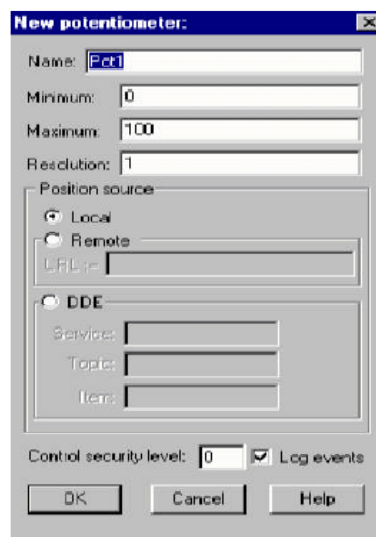 New potentiometer:
Name: Pot1
Minimum: 0
Maximum: 100
Resolution: 1
Position source
Local
Remote
URL :=
DDE
Service:
Topic:
Item:
Control security level: 0 Log events
OK Cancel Help